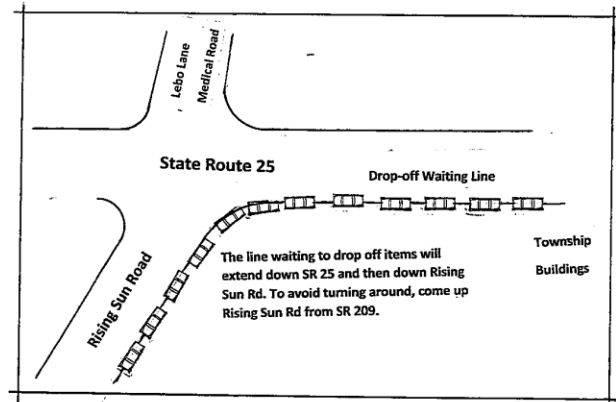 Lebo Lane
Medical Road
State Route 25
Drop-off Waiting Line
Rising Sun Road
The line waiting to drop off items will
extend down SR 25 and then down Rising
Sun Rd. To avoid turning around, come up
Rising Sun Rd from SR 209.
Township
Buildings